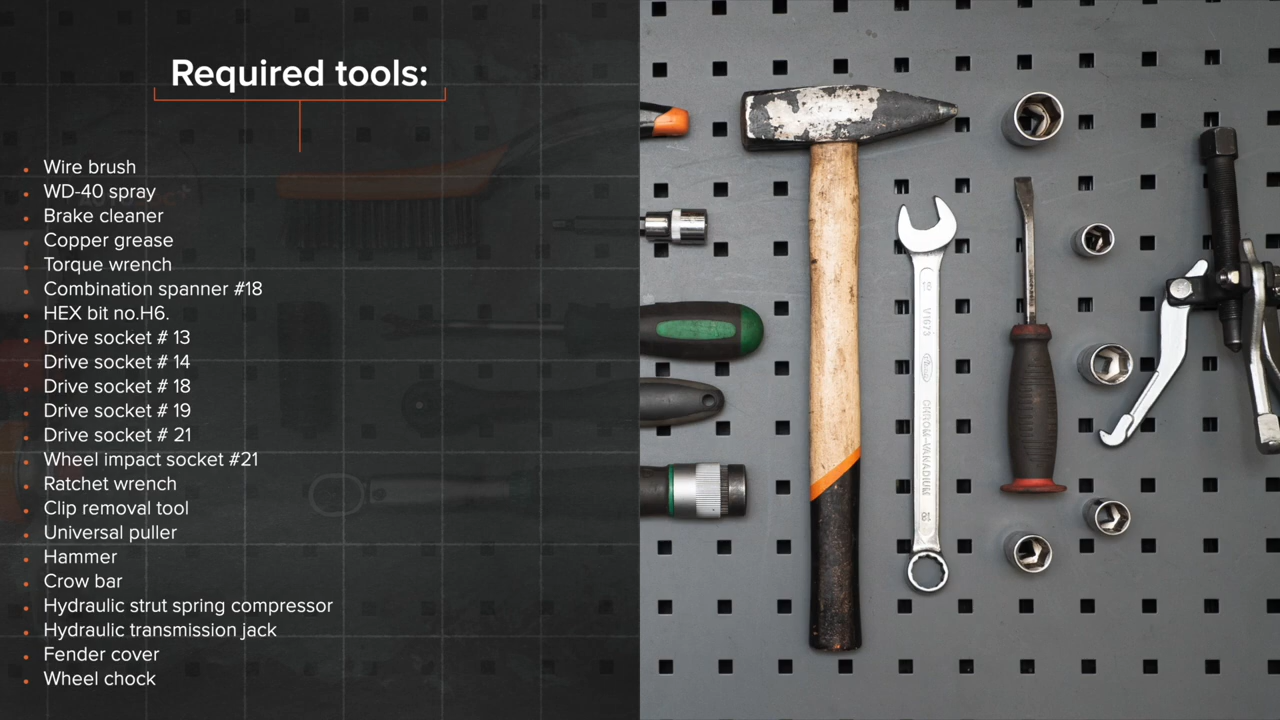 Required tools:
Wire brush
WD-40 spray
Brake cleaner
Copper grease
Torque wrench
Combination spanner #18
HEX bit no.H6.
Drive socket # 13
Drive socket # 14
Drive socket # 18
Drive socket # 19
Drive socket # 21
Wheel impact socket #21
Ratchet wrench
Clip removal tool
Universal puller
Hammer
Crow bar
Hydraulic strut spring compressor
Hydraulic transmission jack
Fender cover
Wheel chock
CHROM-VANADIUM